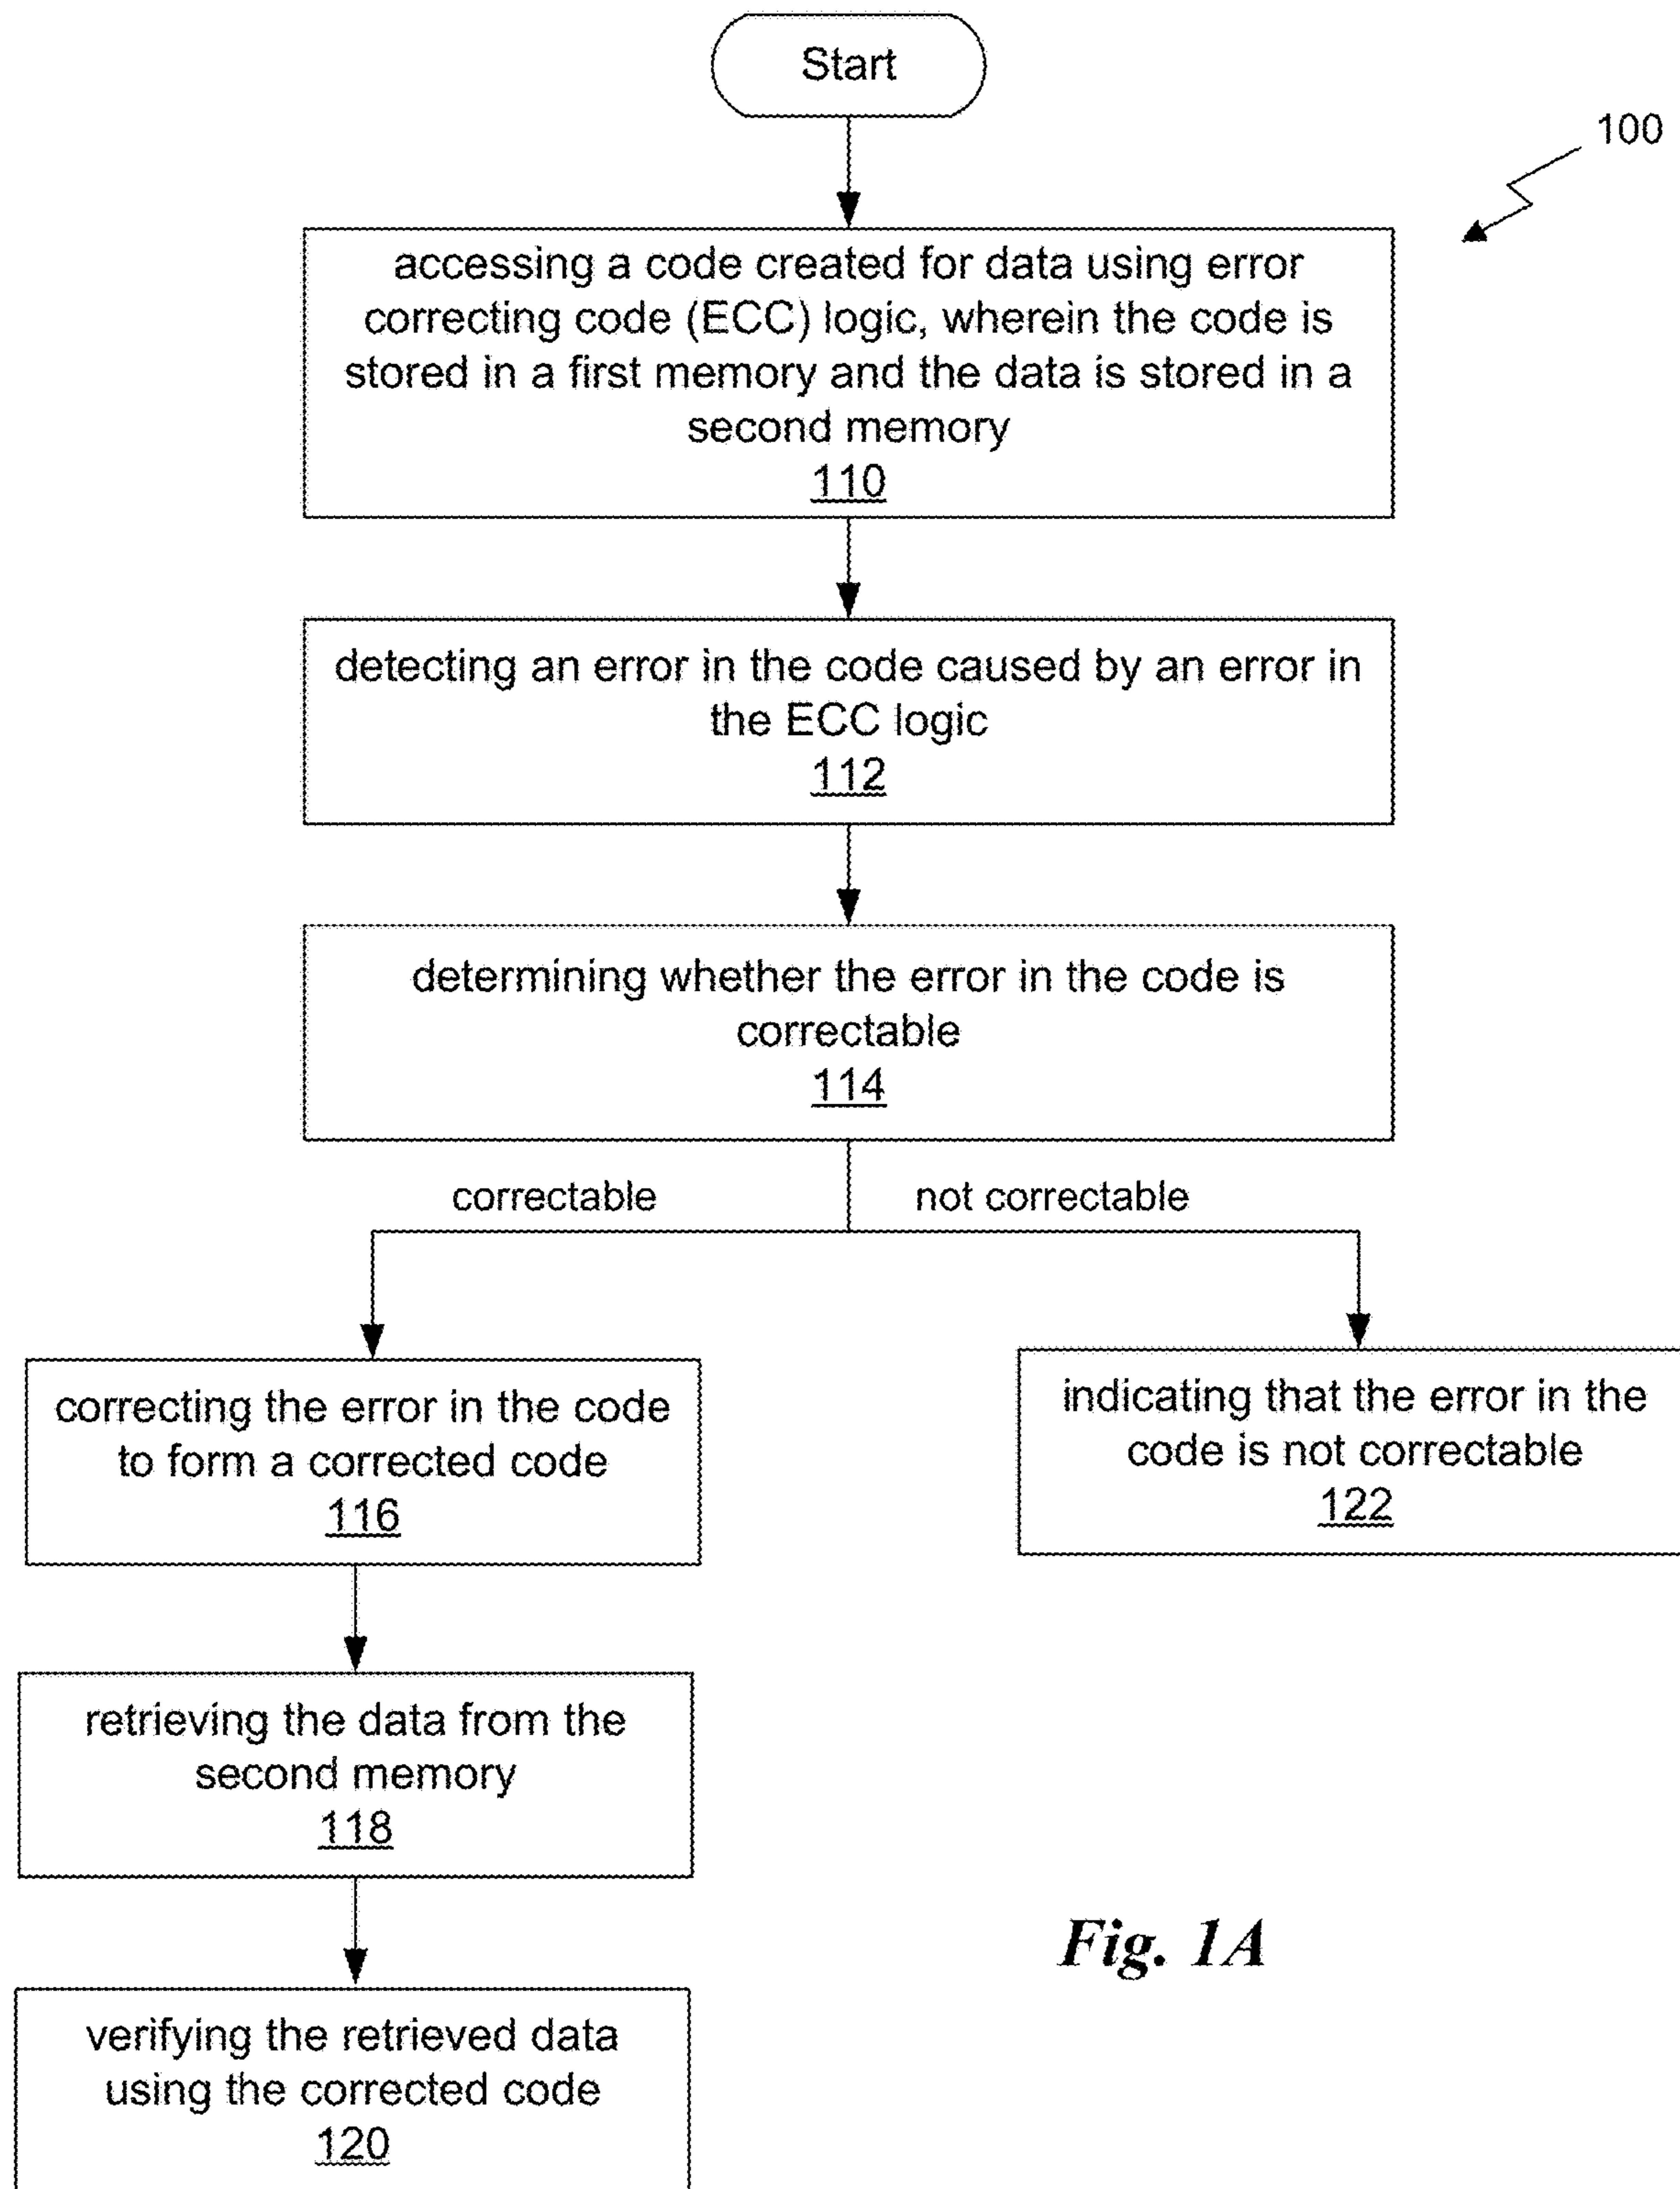 Start
100
accessing a code created for data using error
correcting code (ECC) logic, wherein the code is
stored in a first memory and the data is stored in a
second memory
110
detecting an error in the code caused by an error in
the ECC logic
112
determining whether the error in the code is
correctable
114
correctable
not correctable
correcting the error in the code
to form a corrected code
116
indicating that the error in the
code is not correctable
122
retrieving the data from the
second memory
118
Fig. 1A
verifying the retrieved data
using the corrected code
120